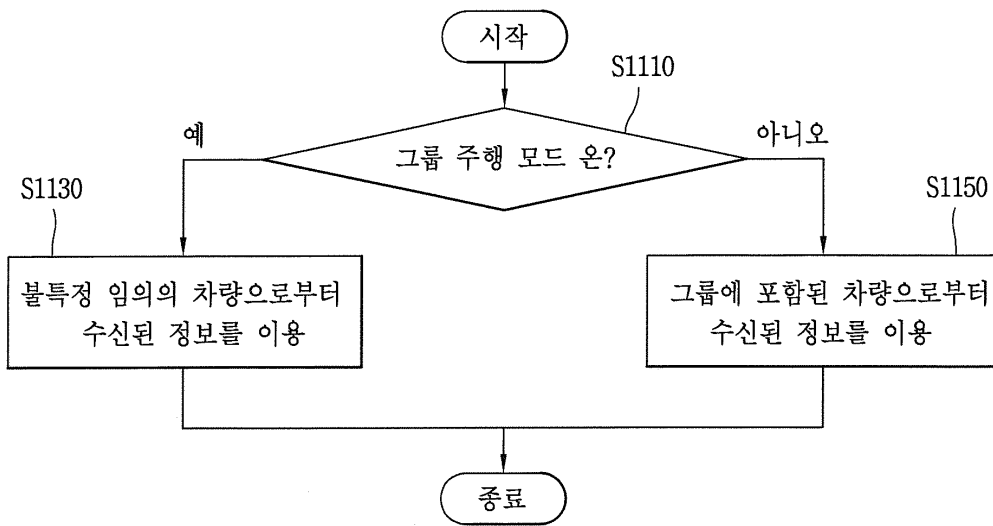 시작
S1110
예
아니오
그룹 주행 모드 온?
S1130
S1150
불특정 임의의 차량으로부터
수신된 정보를 이용
그룹에 포함된 차량으로부터
수신된 정보를 이용
종료